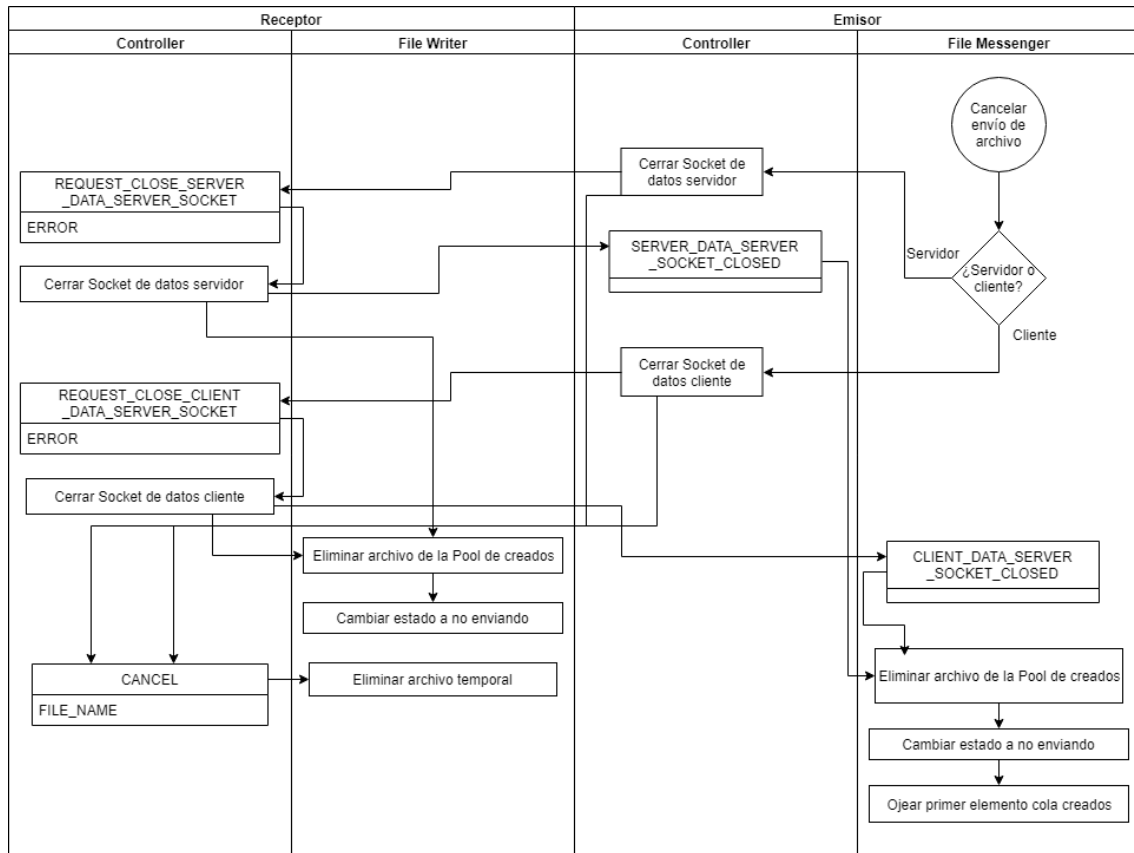 Receptor
Emisor
Controller
File Writer
Controller
File Messenger
Cancelar
envío de
archivo
Cerrar Socket de
datos servidor
REQUEST_CLOSE_SERVER
_DATA_SERVER_SOCKET
ERROR
SERVER_DATA_SERVER
_SOCKET_CLOSED
Servidor
¿Servidor o
cliente?
Cerrar Socket de datos servidor
Cliente
Cerrar Socket de
datos cliente
REQUEST_CLOSE_CLIENT
_DATA_SERVER_SOCKET
ERROR
Cerrar Socket de datos cliente
Eliminar archivo de la Pool de creados
CLIENT_DATA_SERVER
_SOCKET_CLOSED
Cambiar estado a no enviando
CANCEL
FILE_NAME
Eliminar archivo temporal
Eliminar archivo de la Pool de creados
Cambiar estado a no enviando
Ojear primer elemento cola creados